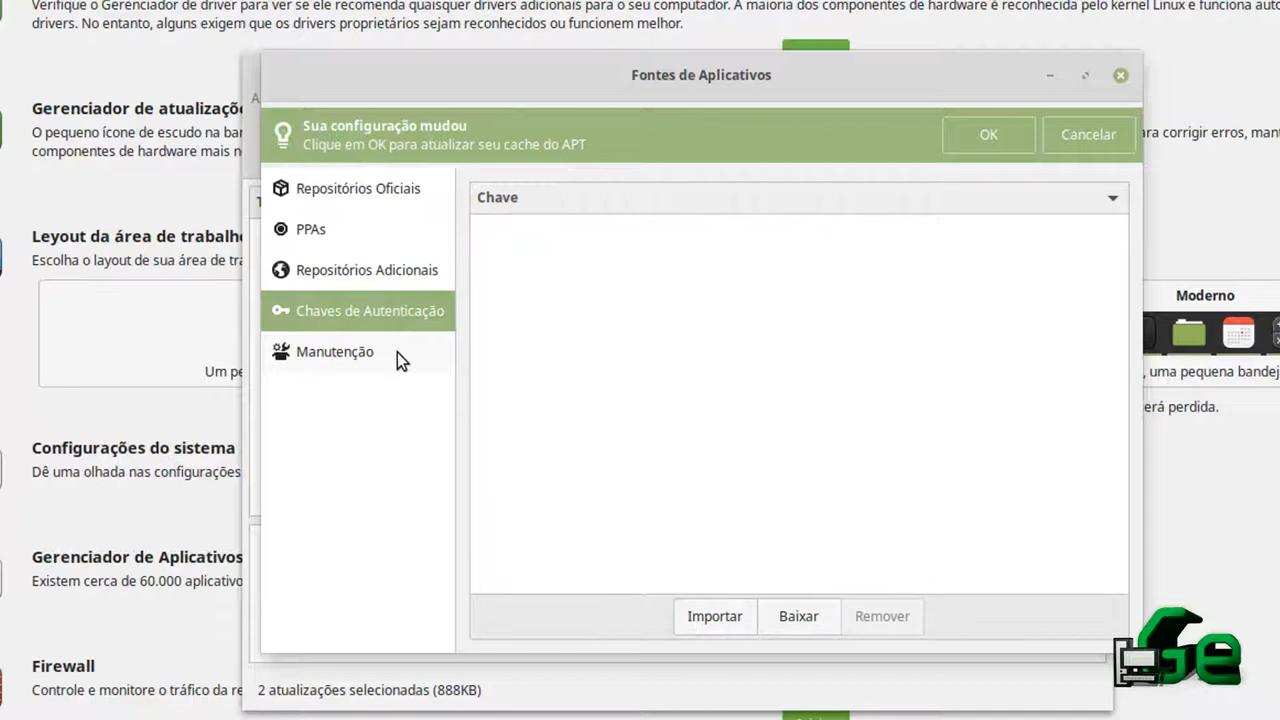 Verifique o Gerenciador de driver para ver se ele recomenda quaisquer drivers adicionais para o seu computador. A maioria dos componentes de hardware é reconhecida pelo kernel Linux e funciona auto
drivers. No entanto, alguns exigem que os drivers proprietários sejam reconhecidos ou funcionem melhor.
Fontes de Aplicativos
Sua configuração mudou
Clique em OK para atualizar seu cache do APT
OK
Cancelar
Gerenciador de atualizaçõe
O pequeno ícone de escudo na bar
componentes de hardware mais n
ara corrigir erros, mant
Repositórios Oficiais
PPAs
Repositórios Adicionais
Chaves de Autenticação
Manutenção
Chave
Layout da área de trabalho
Escolha o layout de sua área de tra
Um pe
Moderno
, uma pequena bandej
erá perdida.
Configurações do sistema
Dê uma olhada nas configurações
Gerenciador de Aplicativos
Existem cerca de 60.000 aplicativo
Importar
Baixar
Remover
Ge
Firewall
Controle e monitore o tráfico da re
2 atualizações selecionadas (888KB)